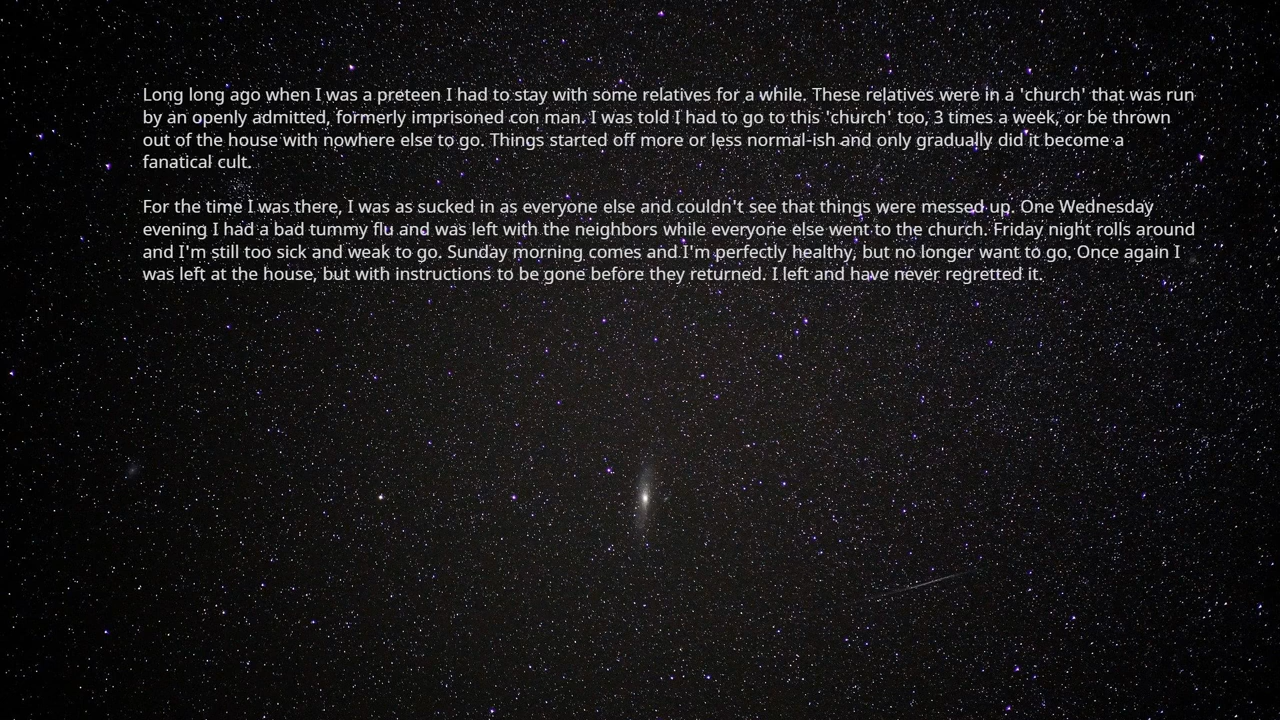 Long long ago when I was a preteen I had to stay with some relatives for a while. These relatives were in a 'church' that was run
by an openly admitted, formerly imprisoned con man. I was told I had to go to this 'church' too, 3 times a week, or be thrown
out of the house with nowhere else to go. Things started off more or less normal-ish and only gradually did it become a
fanatical cult.
For the time I was there, I was as sucked in as everyone else and couldn't see that things were messed up. One Wednesday
evening I had a bad tummy flu and was left with the neighbors while everyone else went to the church. Friday night rolls around
and I'm still too sick and weak to go. Sunday morning comes and I'm perfectly healthy, but no longer want to go. Once again I
was left at the house, but with instructions to be gone before they returned. I left and have never regretted it.